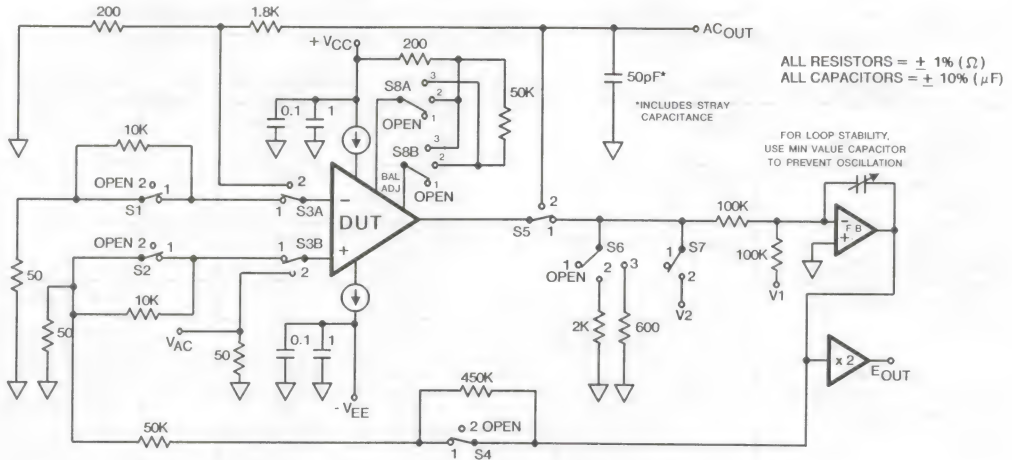 200
1.8K
AC OUT
+ VCC
200
S8A
3
2
1
OPEN
50K
50pF*
*INCLUDES STRAY
CAPACITANCE
ALL RESISTORS = ± 1% (Ω)
ALL CAPACITORS = ± 10% (µF)
0.1
1
3
2
S8B
1
OPEN
BAL
ADJ
FOR LOOP STABILITY,
USE MIN VALUE CAPACITOR
TO PREVENT OSCILLATION
10K
OPEN 2
1
S1
2
1
S3A
−
DUT
+
2
S5
1
100K
−
+
FB
OPEN 2
1
S2
1
S3B
2
S6
1
OPEN
2
3
S7
1
2
100K
V1
V2
50
50
10K
VAC
50
0.1
1
2K
600
x 2
EOUT
- VEE
450K
2 OPEN
1
S4
50K